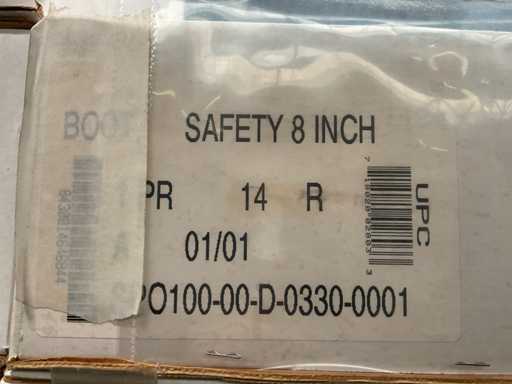 BOOT SAFETY 8 INCH
PR 14 R
01/01
PO100-00-D-0330-0001
UPC